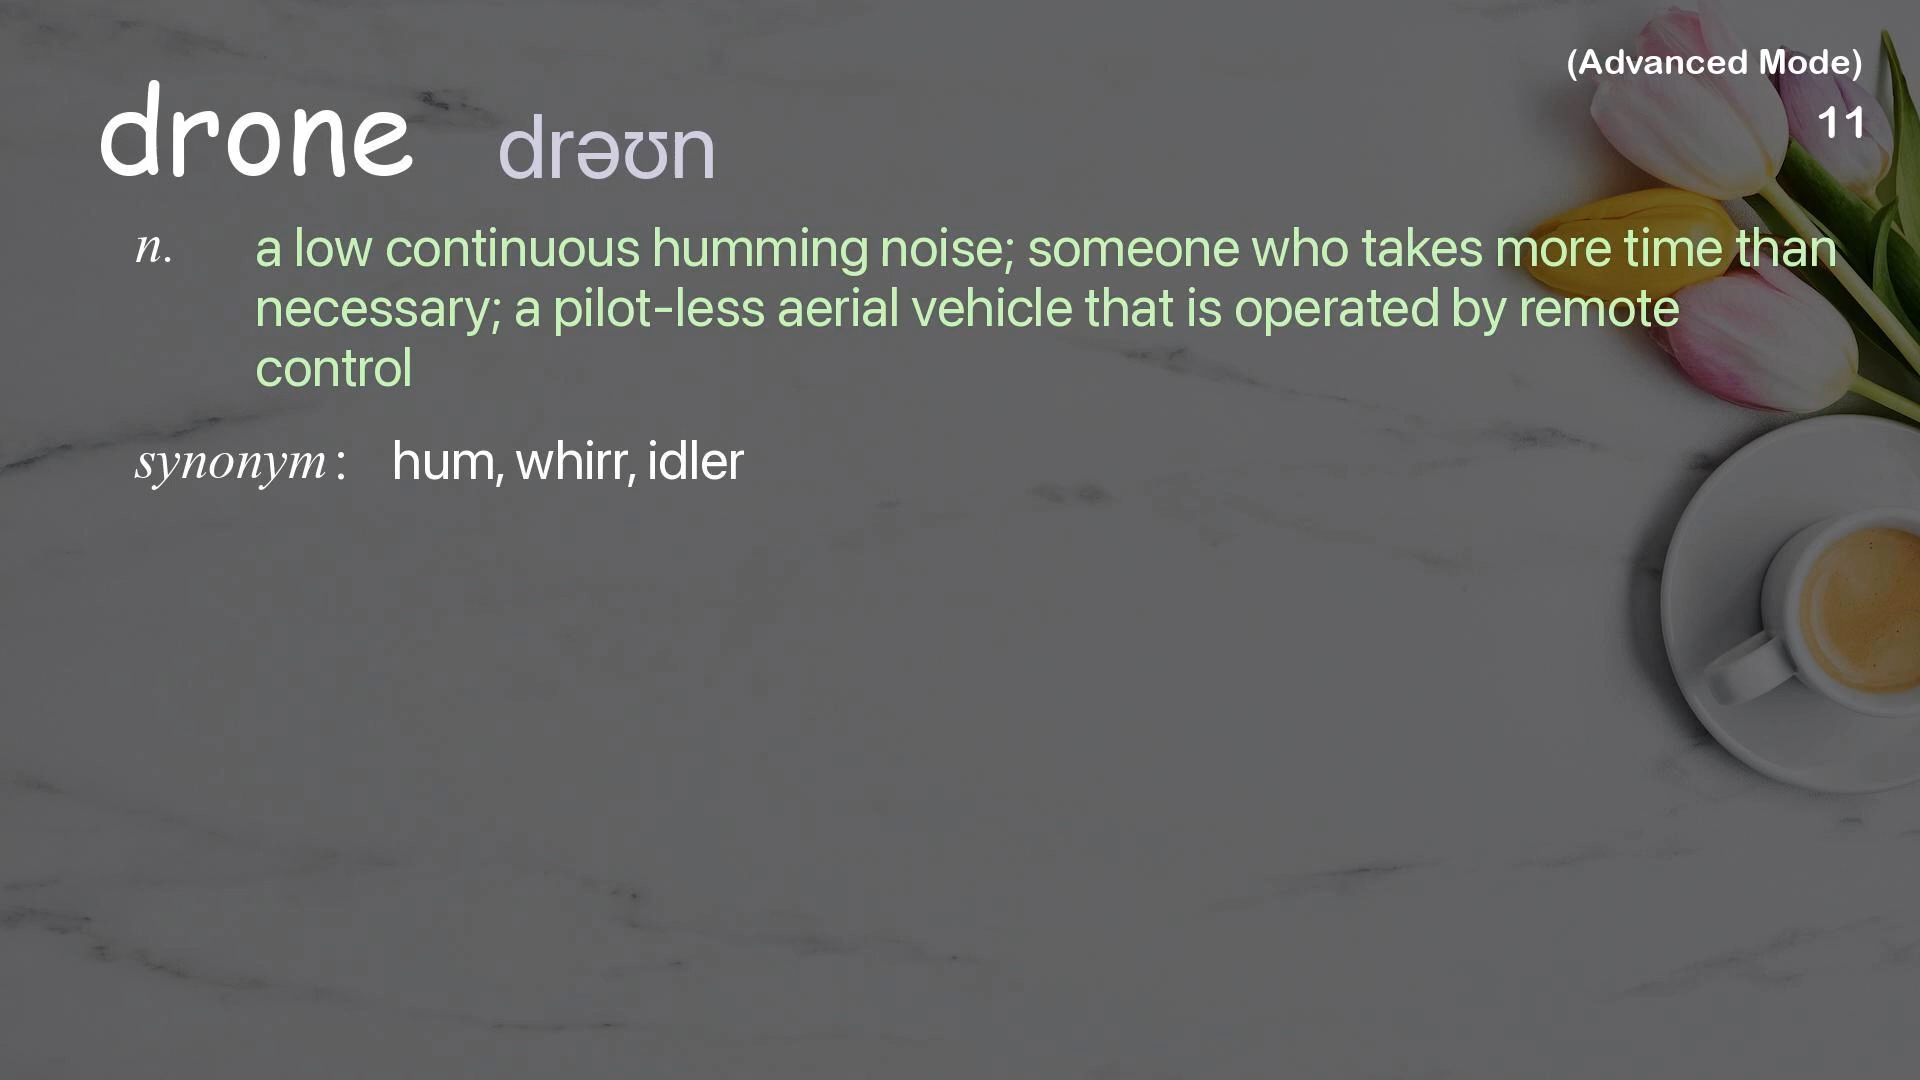 (Advanced Mode)
11
drone drəʊn
n. a low continuous humming noise; someone who takes more time than
necessary; a pilot-less aerial vehicle that is operated by remote
control
synonym: hum, whirr, idler